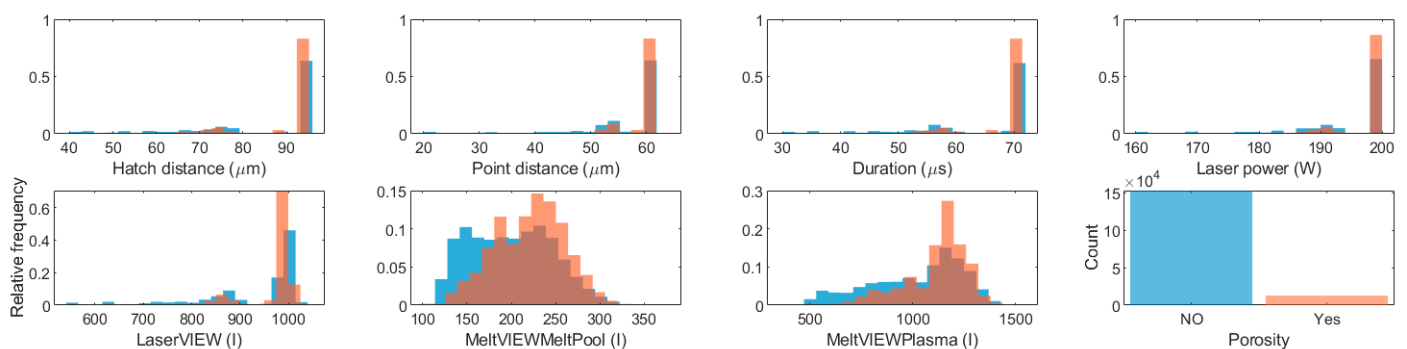 1
0.5
0
40 50 60 70 80 90
Hatch distance (μm)
1
0.5
0
20 30 40 50 60
Point distance (μm)
1
0.5
0
30 40 50 60 70
Duration (μs)
1
0.5
0
160 170 180 190 200
Laser power (W)
Relative frequency
0.6
0.4
0.2
0
600 700 800 900 1000
LaserVIEW (I)
0.15
0.1
0.05
0
100 150 200 250 300 350
MeltVIEWMeltPool (I)
0.3
0.2
0.1
0
500 1000 1500
MeltVIEWPlasma (I)
×10⁴
Count
15
10
5
0
NO Yes
Porosity